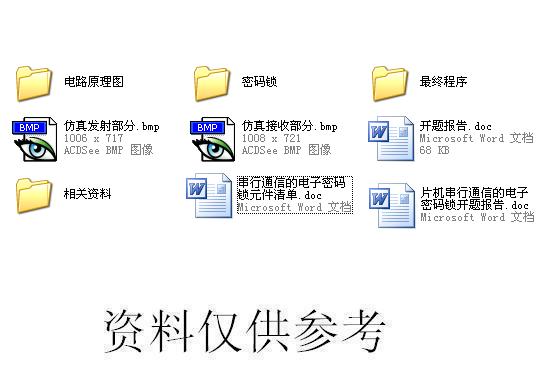 电路原理图
密码锁
最终程序
BMP
仿真发射部分.bmp
1006 x 717
ACDSee BMP 图像
BMP
仿真接收部分.bmp
1008 x 721
ACDSee BMP 图像
开题报告.doc
Microsoft Word 文档
68 KB
相关资料
串行通信的电子密码
锁元件清单.doc
Microsoft Word 文档
片机串行通信的电子
密码锁开题报告.doc
Microsoft Word 文档
资料仅供参考